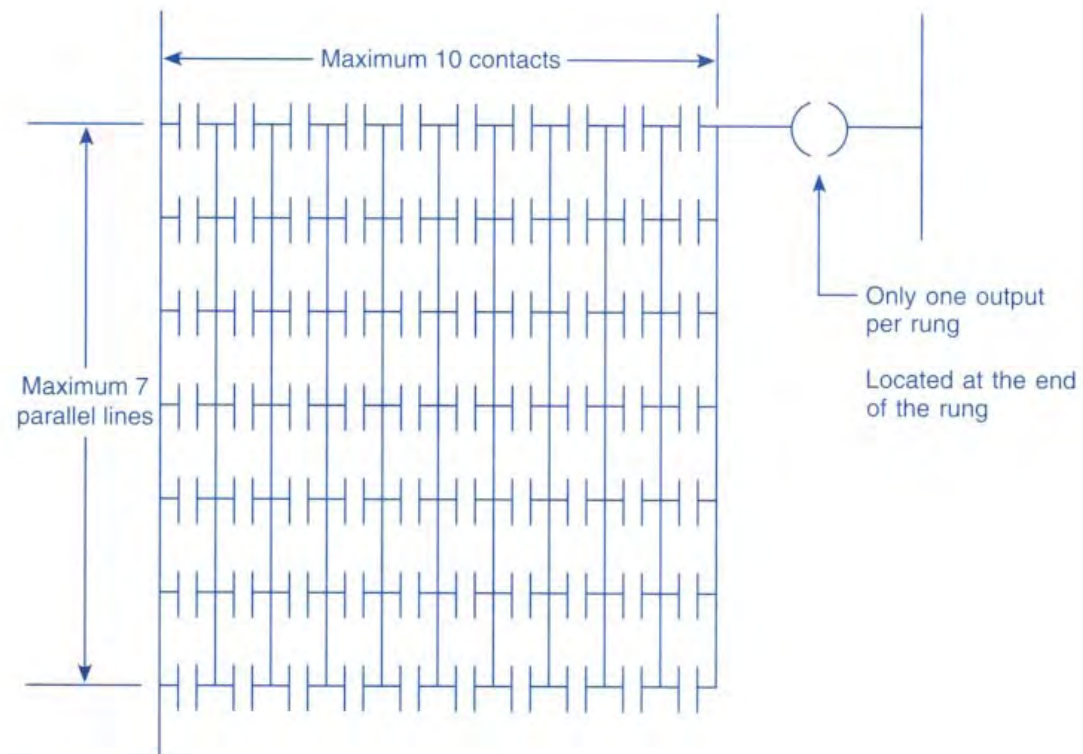 Maximum 10 contacts
Maximum 7
parallel lines
Only one output
per rung
Located at the end
of the rung